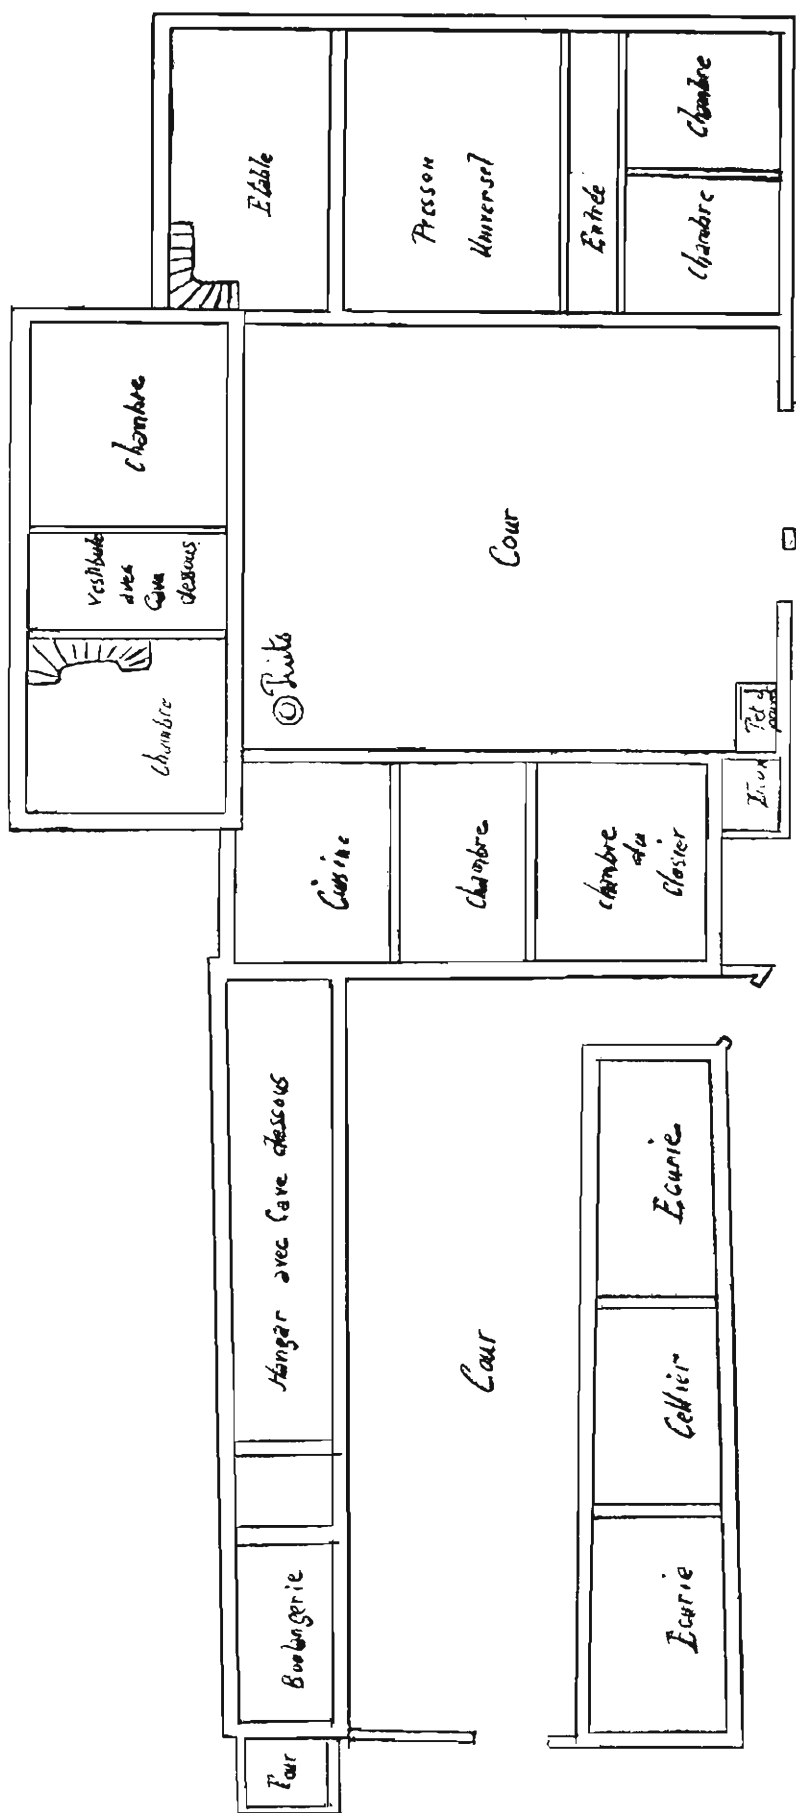 Chambre
Chambre
Entrée
Pressoir
Universel
Etable
Chambre
Vestibule
avec
Cave
dessous
Chambre
Cour
Puits
Cuisine
Chambre
Chambre
du
Closier
Hangar avec Cave dessous
Cour
Ecurie
Cellier
Ecurie
Boulangerie
Four